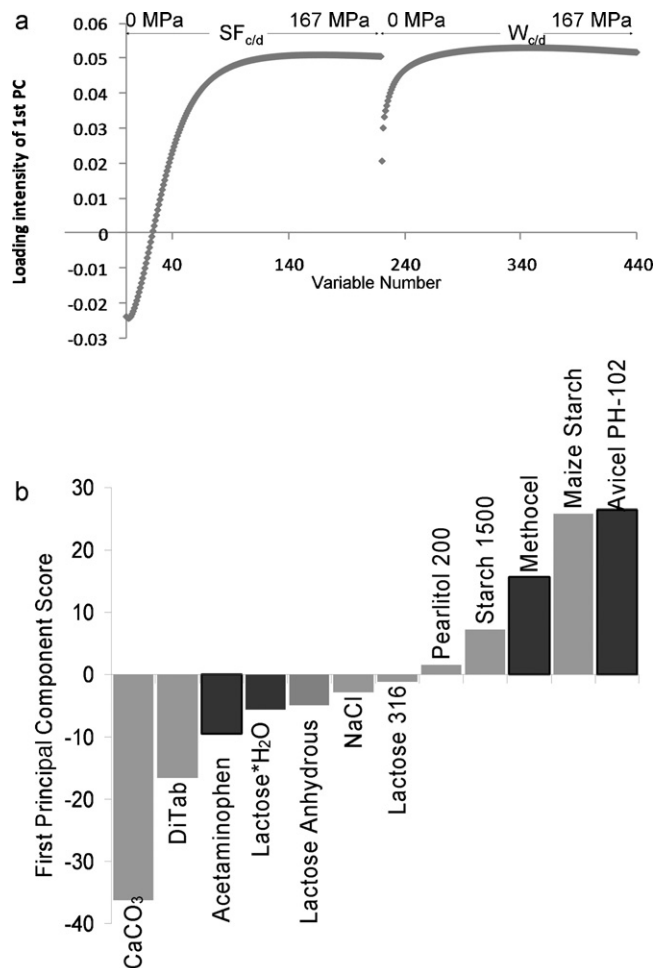 a
0 MPa 167 MPa 0 MPa 167 MPa
SFc/d Wc/d
0.06
0.05
0.04
0.03
0.02
0.01
0
-0.01
-0.02
-0.03
Loading intensity of 1st PC
40 140 240 340 440
Variable Number
b
30
20
10
0
-10
-20
-30
-40
First Principal Component Score
CaCO₃
DiTab
Acetaminophen
Lactose*H₂O
Lactose Anhydrous
NaCl
Lactose 316
Pearlitol 200
Starch 1500
Methocel
Maize Starch
Avicel PH-102